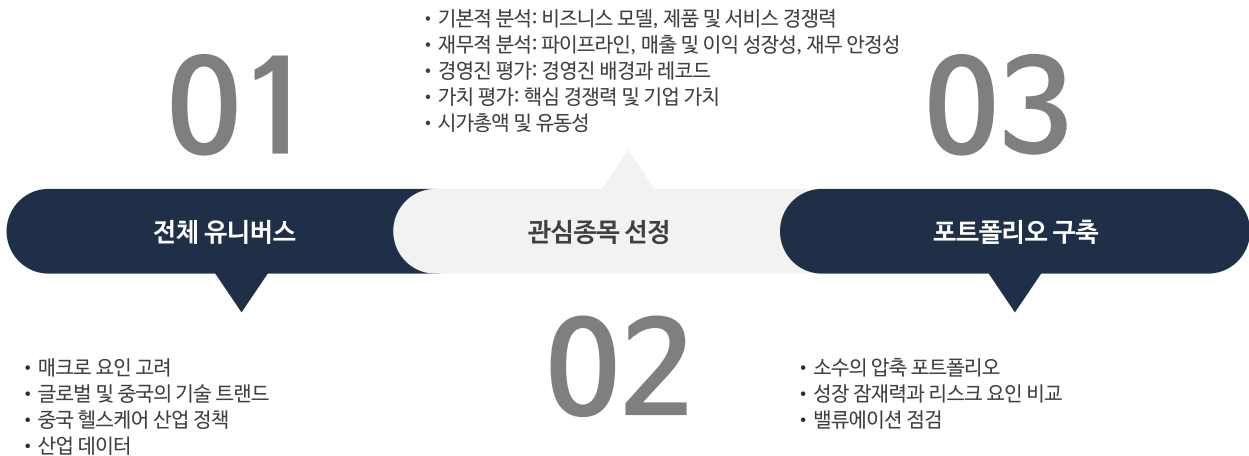 01
전체 유니버스
• 매크로 요인 고려
• 글로벌 및 중국의 기술 트랜드
• 중국 헬스케어 산업 정책
• 산업 데이터
• 기본적 분석: 비즈니스 모델, 제품 및 서비스 경쟁력
• 재무적 분석: 파이프라인, 매출 및 이익 성장성, 재무 안정성
• 경영진 평가: 경영진 배경과 레코드
• 가치 평가: 핵심 경쟁력 및 기업 가치
• 시가총액 및 유동성
관심종목 선정
02
03
포트폴리오 구축
• 소수의 압축 포트폴리오
• 성장 잠재력과 리스크 요인 비교
• 밸류에이션 점검